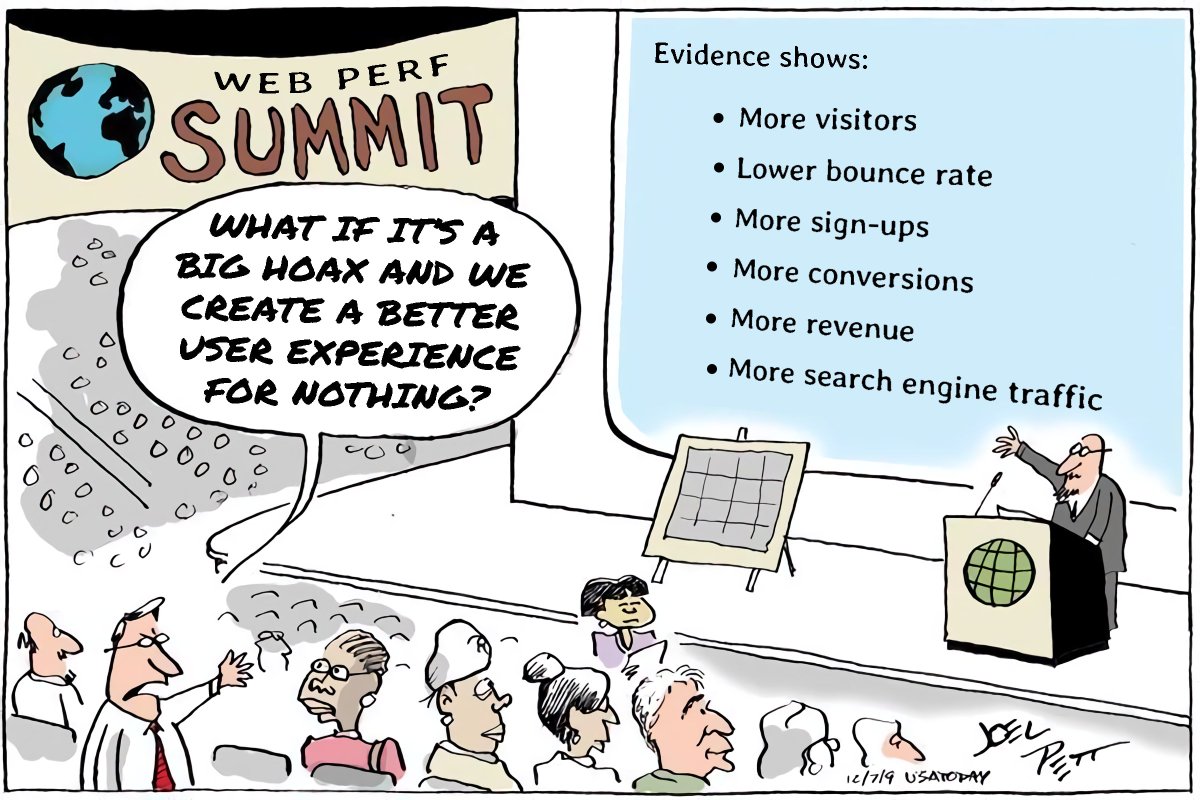 WEB PERF
SUMMIT
WHAT IF IT'S A
BIG HOAX AND WE
CREATE A BETTER
USER EXPERIENCE
FOR NOTHING?
Evidence shows:
• More visitors
• Lower bounce rate
• More sign-ups
• More conversions
• More revenue
• More search engine traffic
JOEL
PETT
12/7/9 USA TODAY